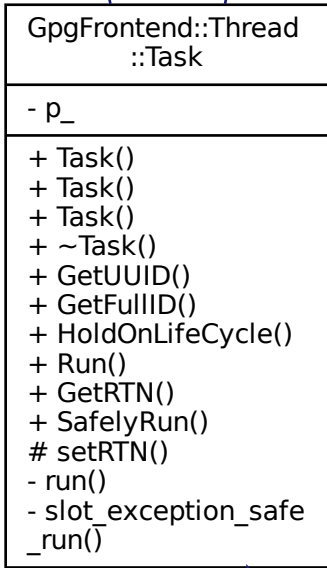 GpgFrontend::Thread
::Task
- p_
+ Task()
+ Task()
+ Task()
+ ~Task()
+ GetUUID()
+ GetFullID()
+ HoldOnLifeCycle()
+ Run()
+ GetRTN()
+ SafelyRun()
# setRTN()
- run()
- slot_exception_safe
_run()